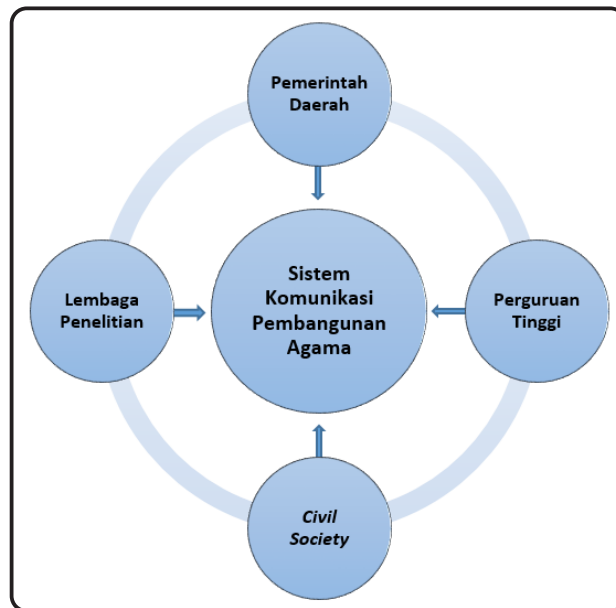 Pemerintah
Daerah
Sistem
Komunikasi
Pembangunan
Agama
Lembaga
Penelitian
Perguruan
Tinggi
Civil
Society